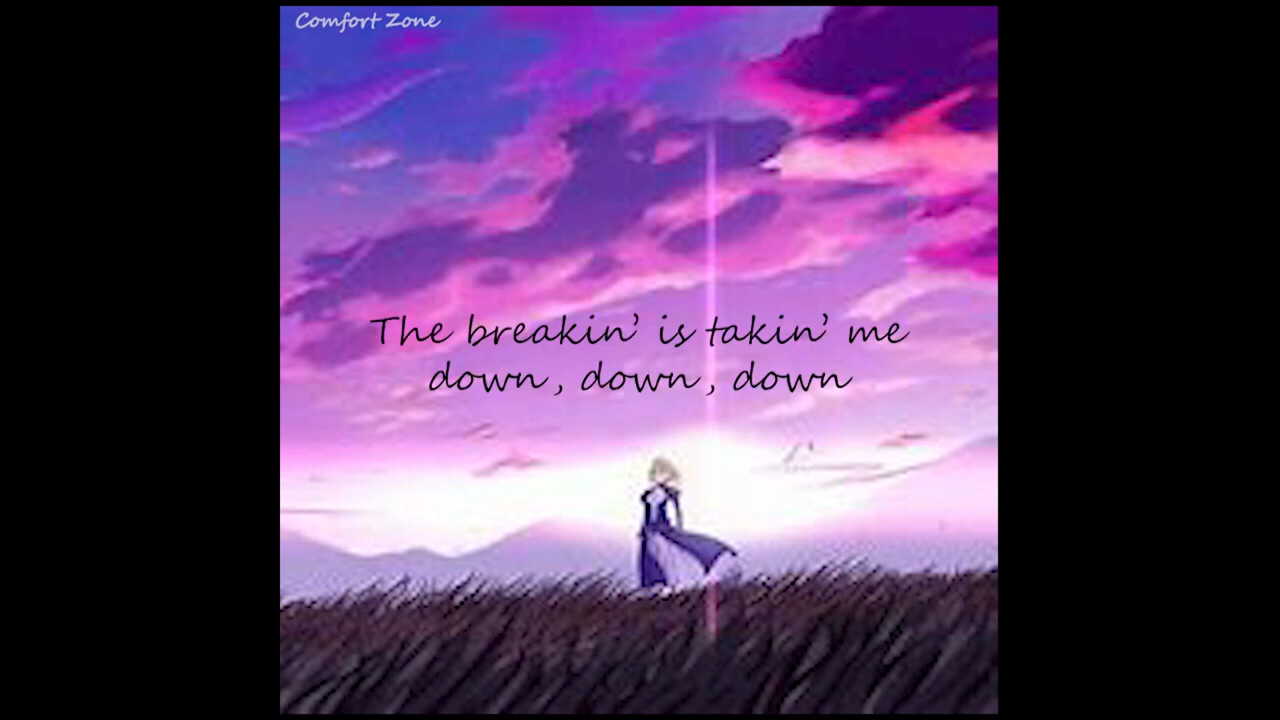 Comfort Zone
The breakin’ is takin’ me
down, down, down